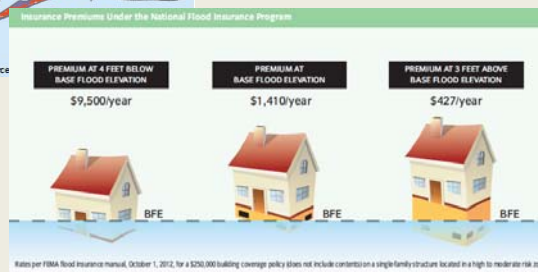 Insurance Premiums Under the National Flood Insurance Program
ce
PREMIUM AT 4 FEET BELOW
BASE FLOOD ELEVATION
$9,500/year
PREMIUM AT
BASE FLOOD ELEVATION
$1,410/year
PREMIUM AT 3 FEET ABOVE
BASE FLOOD ELEVATION
$427/year
BFE
BFE
BFE
Rates per FEMA flood insurance manual, October 1, 2012, for a $250,000 building coverage policy (does not include contents) on a single family structure located in a high to moderate risk